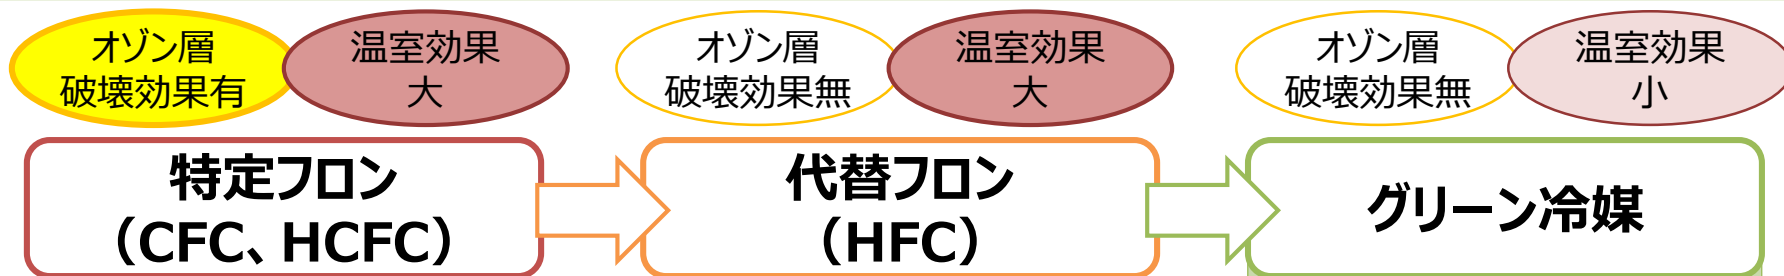 オゾン層
破壊効果有
温室効果
大
オゾン層
破壊効果無
温室効果
大
オゾン層
破壊効果無
温室効果
小
特定フロン
（CFC、HCFC）
代替フロン
（HFC）
グリーン冷媒